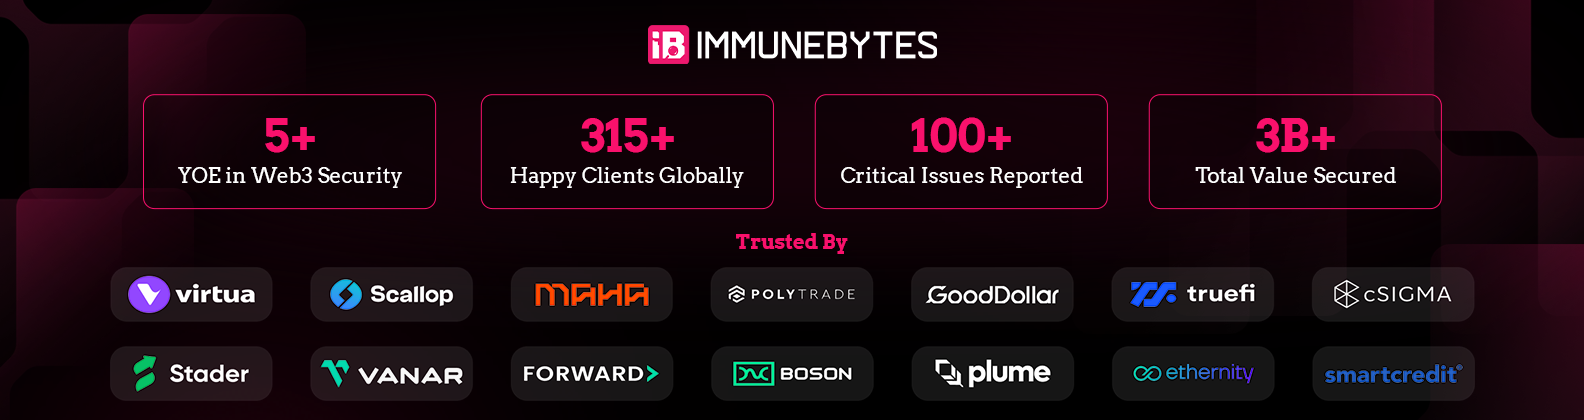 iB IMMUNEBYTES
5+
YOE in Web3 Security
315+
Happy Clients Globally
100+
Critical Issues Reported
3B+
Total Value Secured
Trusted By
virtua
Scallop
MAHA
POLYTRADE
GOODDOLLAR
truefi
cSIGMA
Stader
VANAR
FORWARD
BOSON
plume
ethernity
smartcredit®